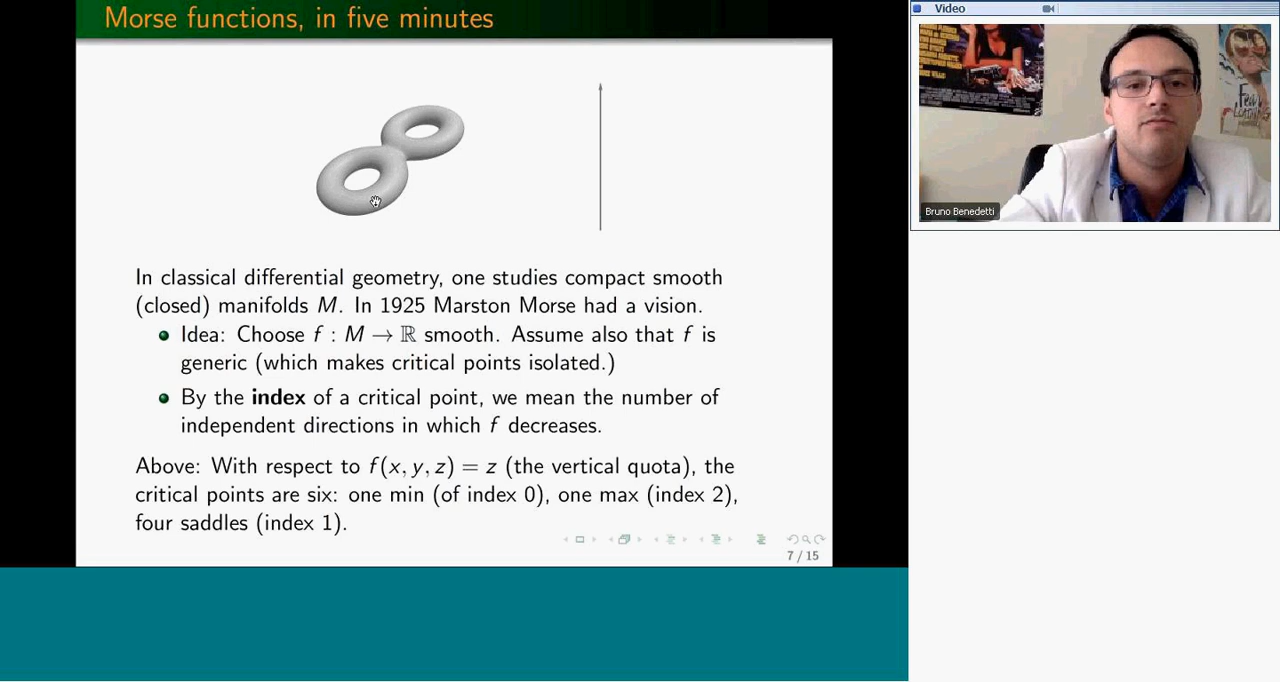 Morse functions, in five minutes
In classical differential geometry, one studies compact smooth
(closed) manifolds M. In 1925 Marston Morse had a vision.
Idea: Choose f : M → ℝ smooth. Assume also that f is
generic (which makes critical points isolated.)
By the index of a critical point, we mean the number of
independent directions in which f decreases.
Above: With respect to f(x, y, z) = z (the vertical quota), the
critical points are six: one min (of index 0), one max (index 2),
four saddles (index 1).
7 / 15
Video
Fear
Bruno Benedetti